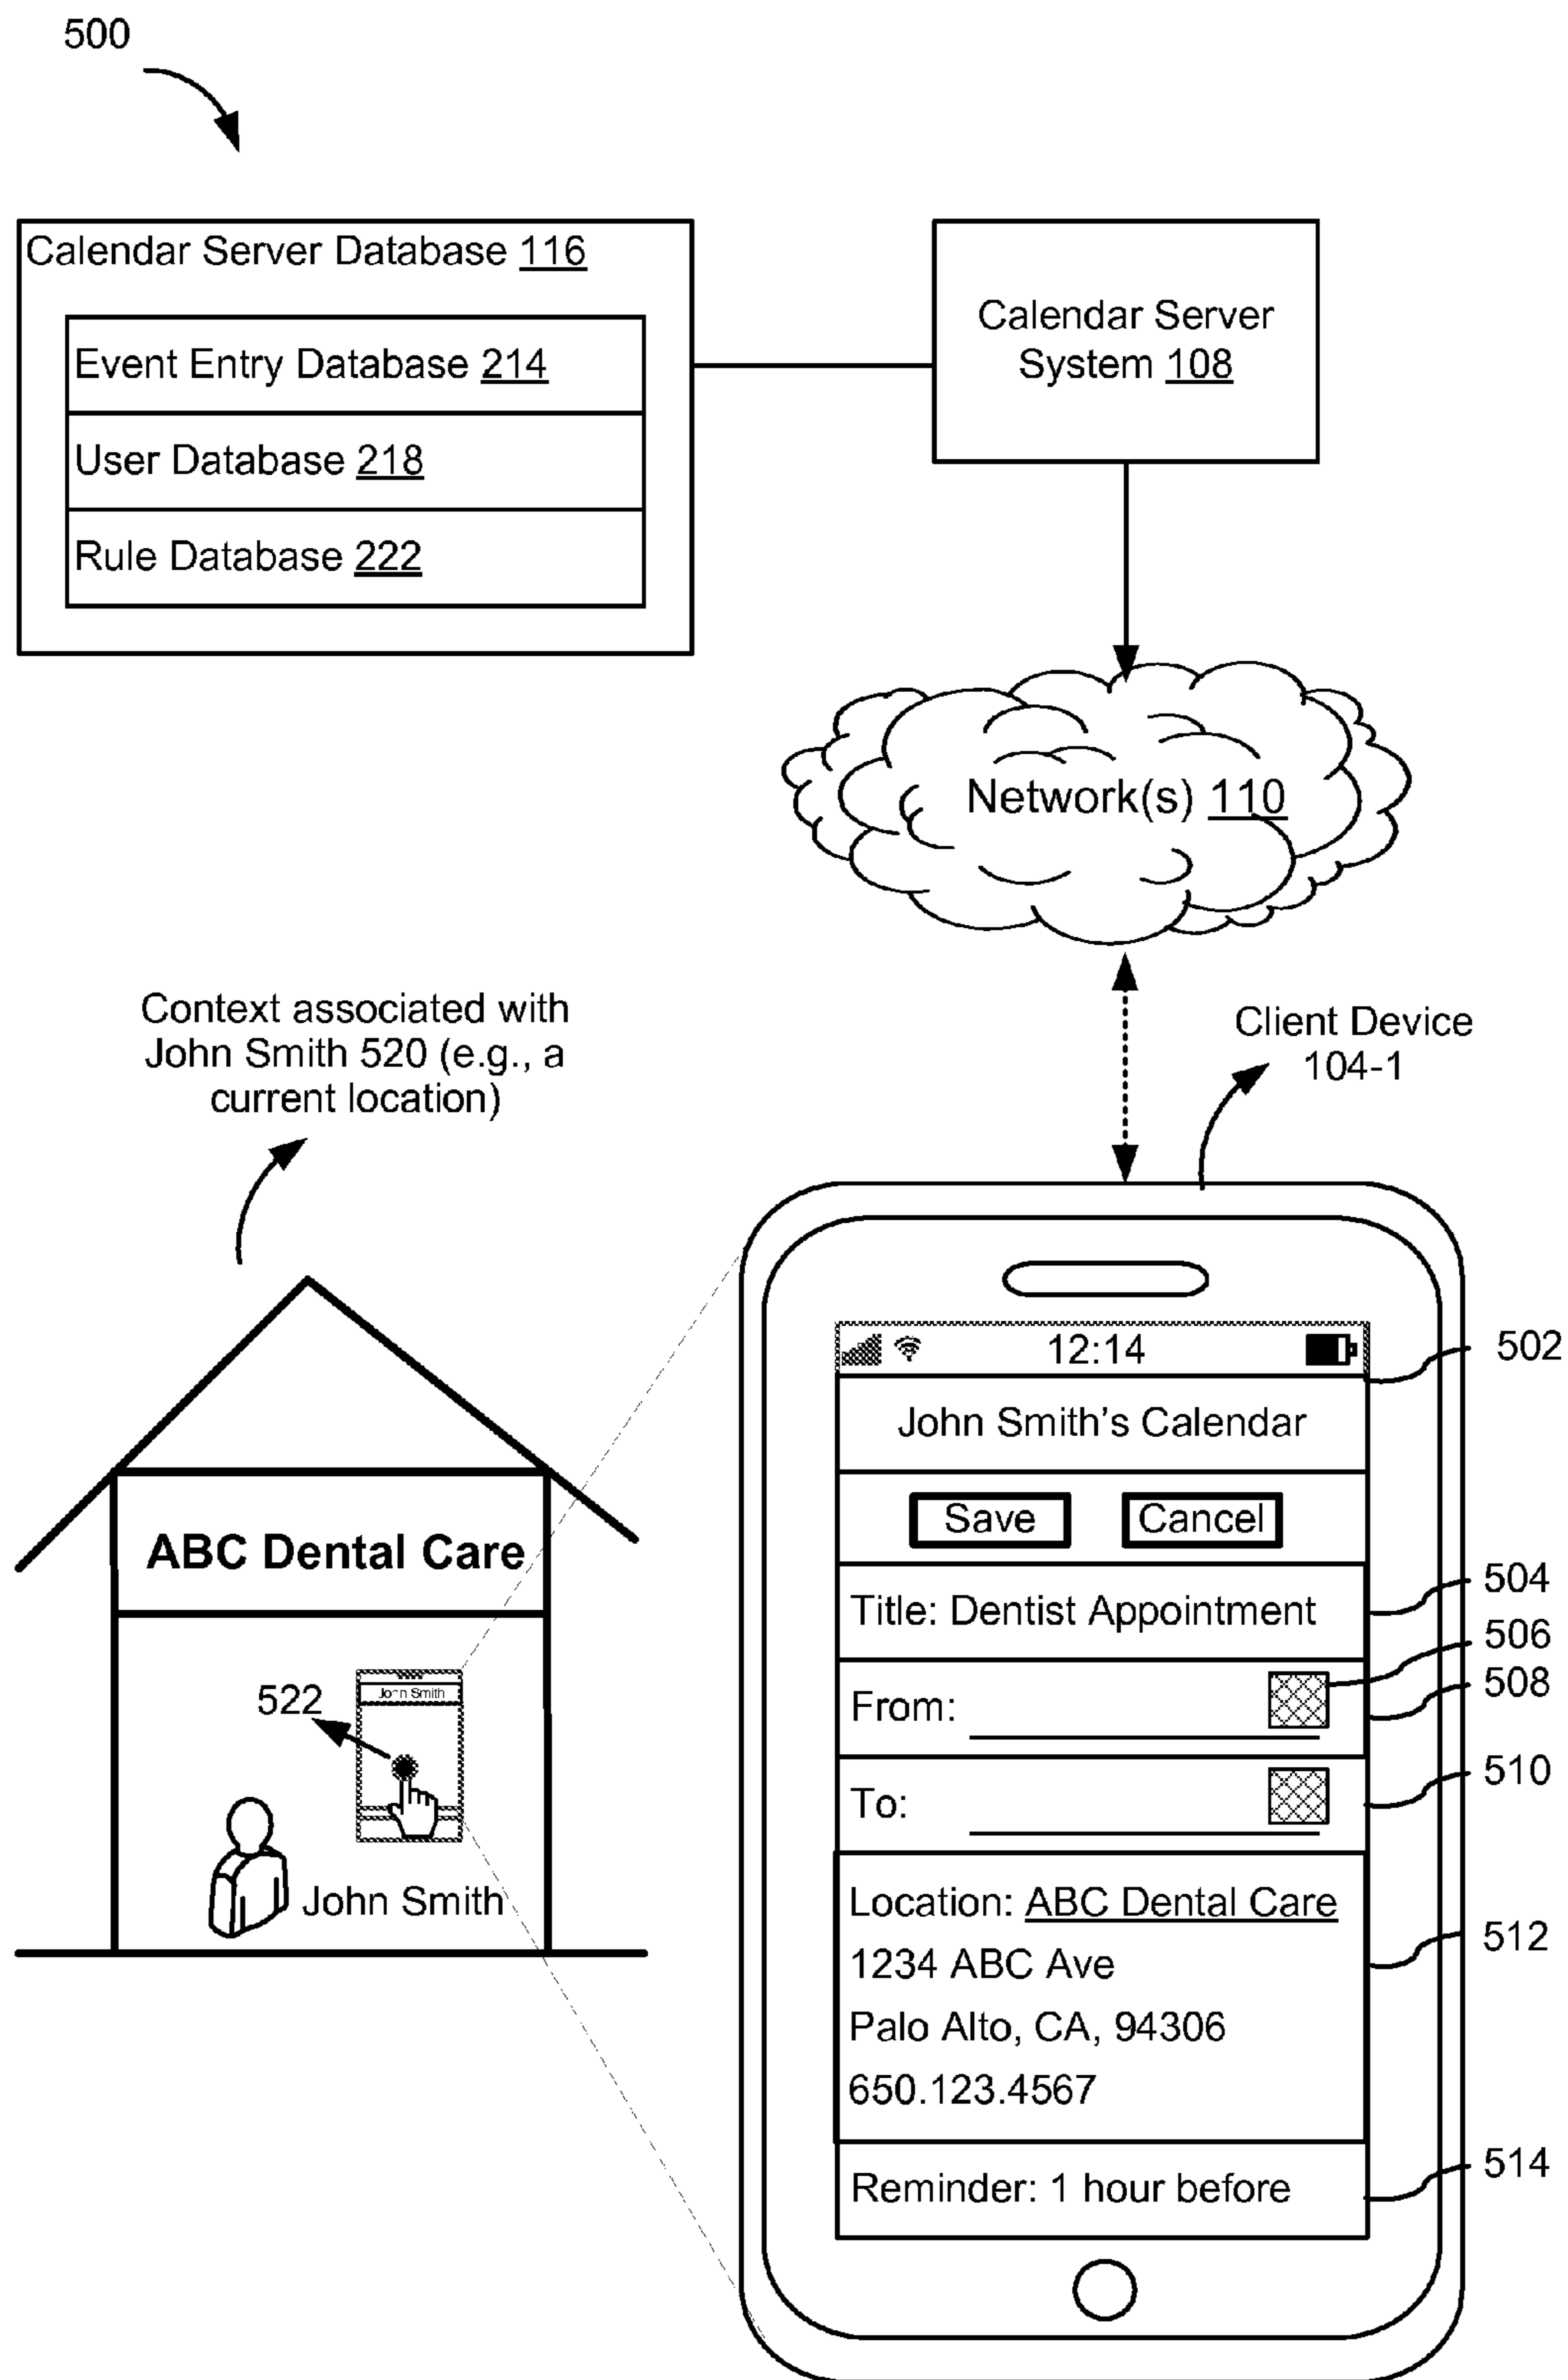 500
Calendar Server Database 116
Event Entry Database 214
User Database 218
Rule Database 222
Calendar Server
System 108
Network(s) 110
Context associated with
John Smith 520 (e.g., a
current location)
Client Device
104-1
ABC Dental Care
522
John Smith
John Smith
12:14
502
John Smith's Calendar
Save Cancel
Title: Dentist Appointment
504
506
From:
508
To:
510
Location: ABC Dental Care
1234 ABC Ave
512
Palo Alto, CA, 94306
650.123.4567
Reminder: 1 hour before
514